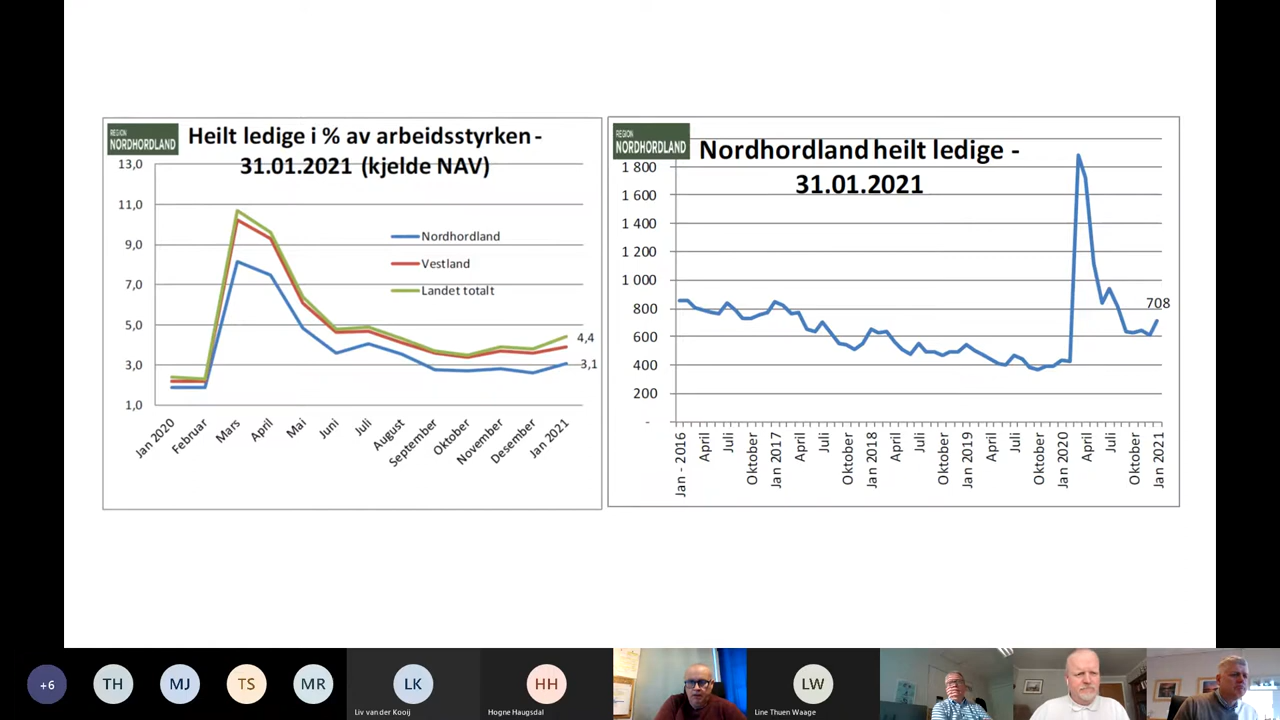 REGION
NORDHORDLAND
Heilt ledige i % av arbeidsstyrken -
31.01.2021 (kjelde NAV)
13,0
11,0
9,0
7,0
5,0
3,0
1,0
Nordhordland
Vestland
Landet totalt
4,4
3,1
Jan 2020
Februar
Mars
April
Mai
Juni
Juli
August
September
Oktober
November
Desember
Jan 2021
REGION
NORDHORDLAND
Nordhordland heilt ledige -
31.01.2021
1 800
1 600
1 400
1 200
1 000
800
600
400
200
-
708
Jan - 2016
April
Juli
Oktober
Jan 2017
April
Juli
Oktober
Jan 2018
April
Juli
Oktober
Jan 2019
April
Juli
Oktober
Jan 2020
April
Juli
Oktober
Jan 2021
+6
TH
MJ
TS
MR
LK
Liv van der Kooij
HH
Hogne Haugsdal
LW
Line Thuen Waage